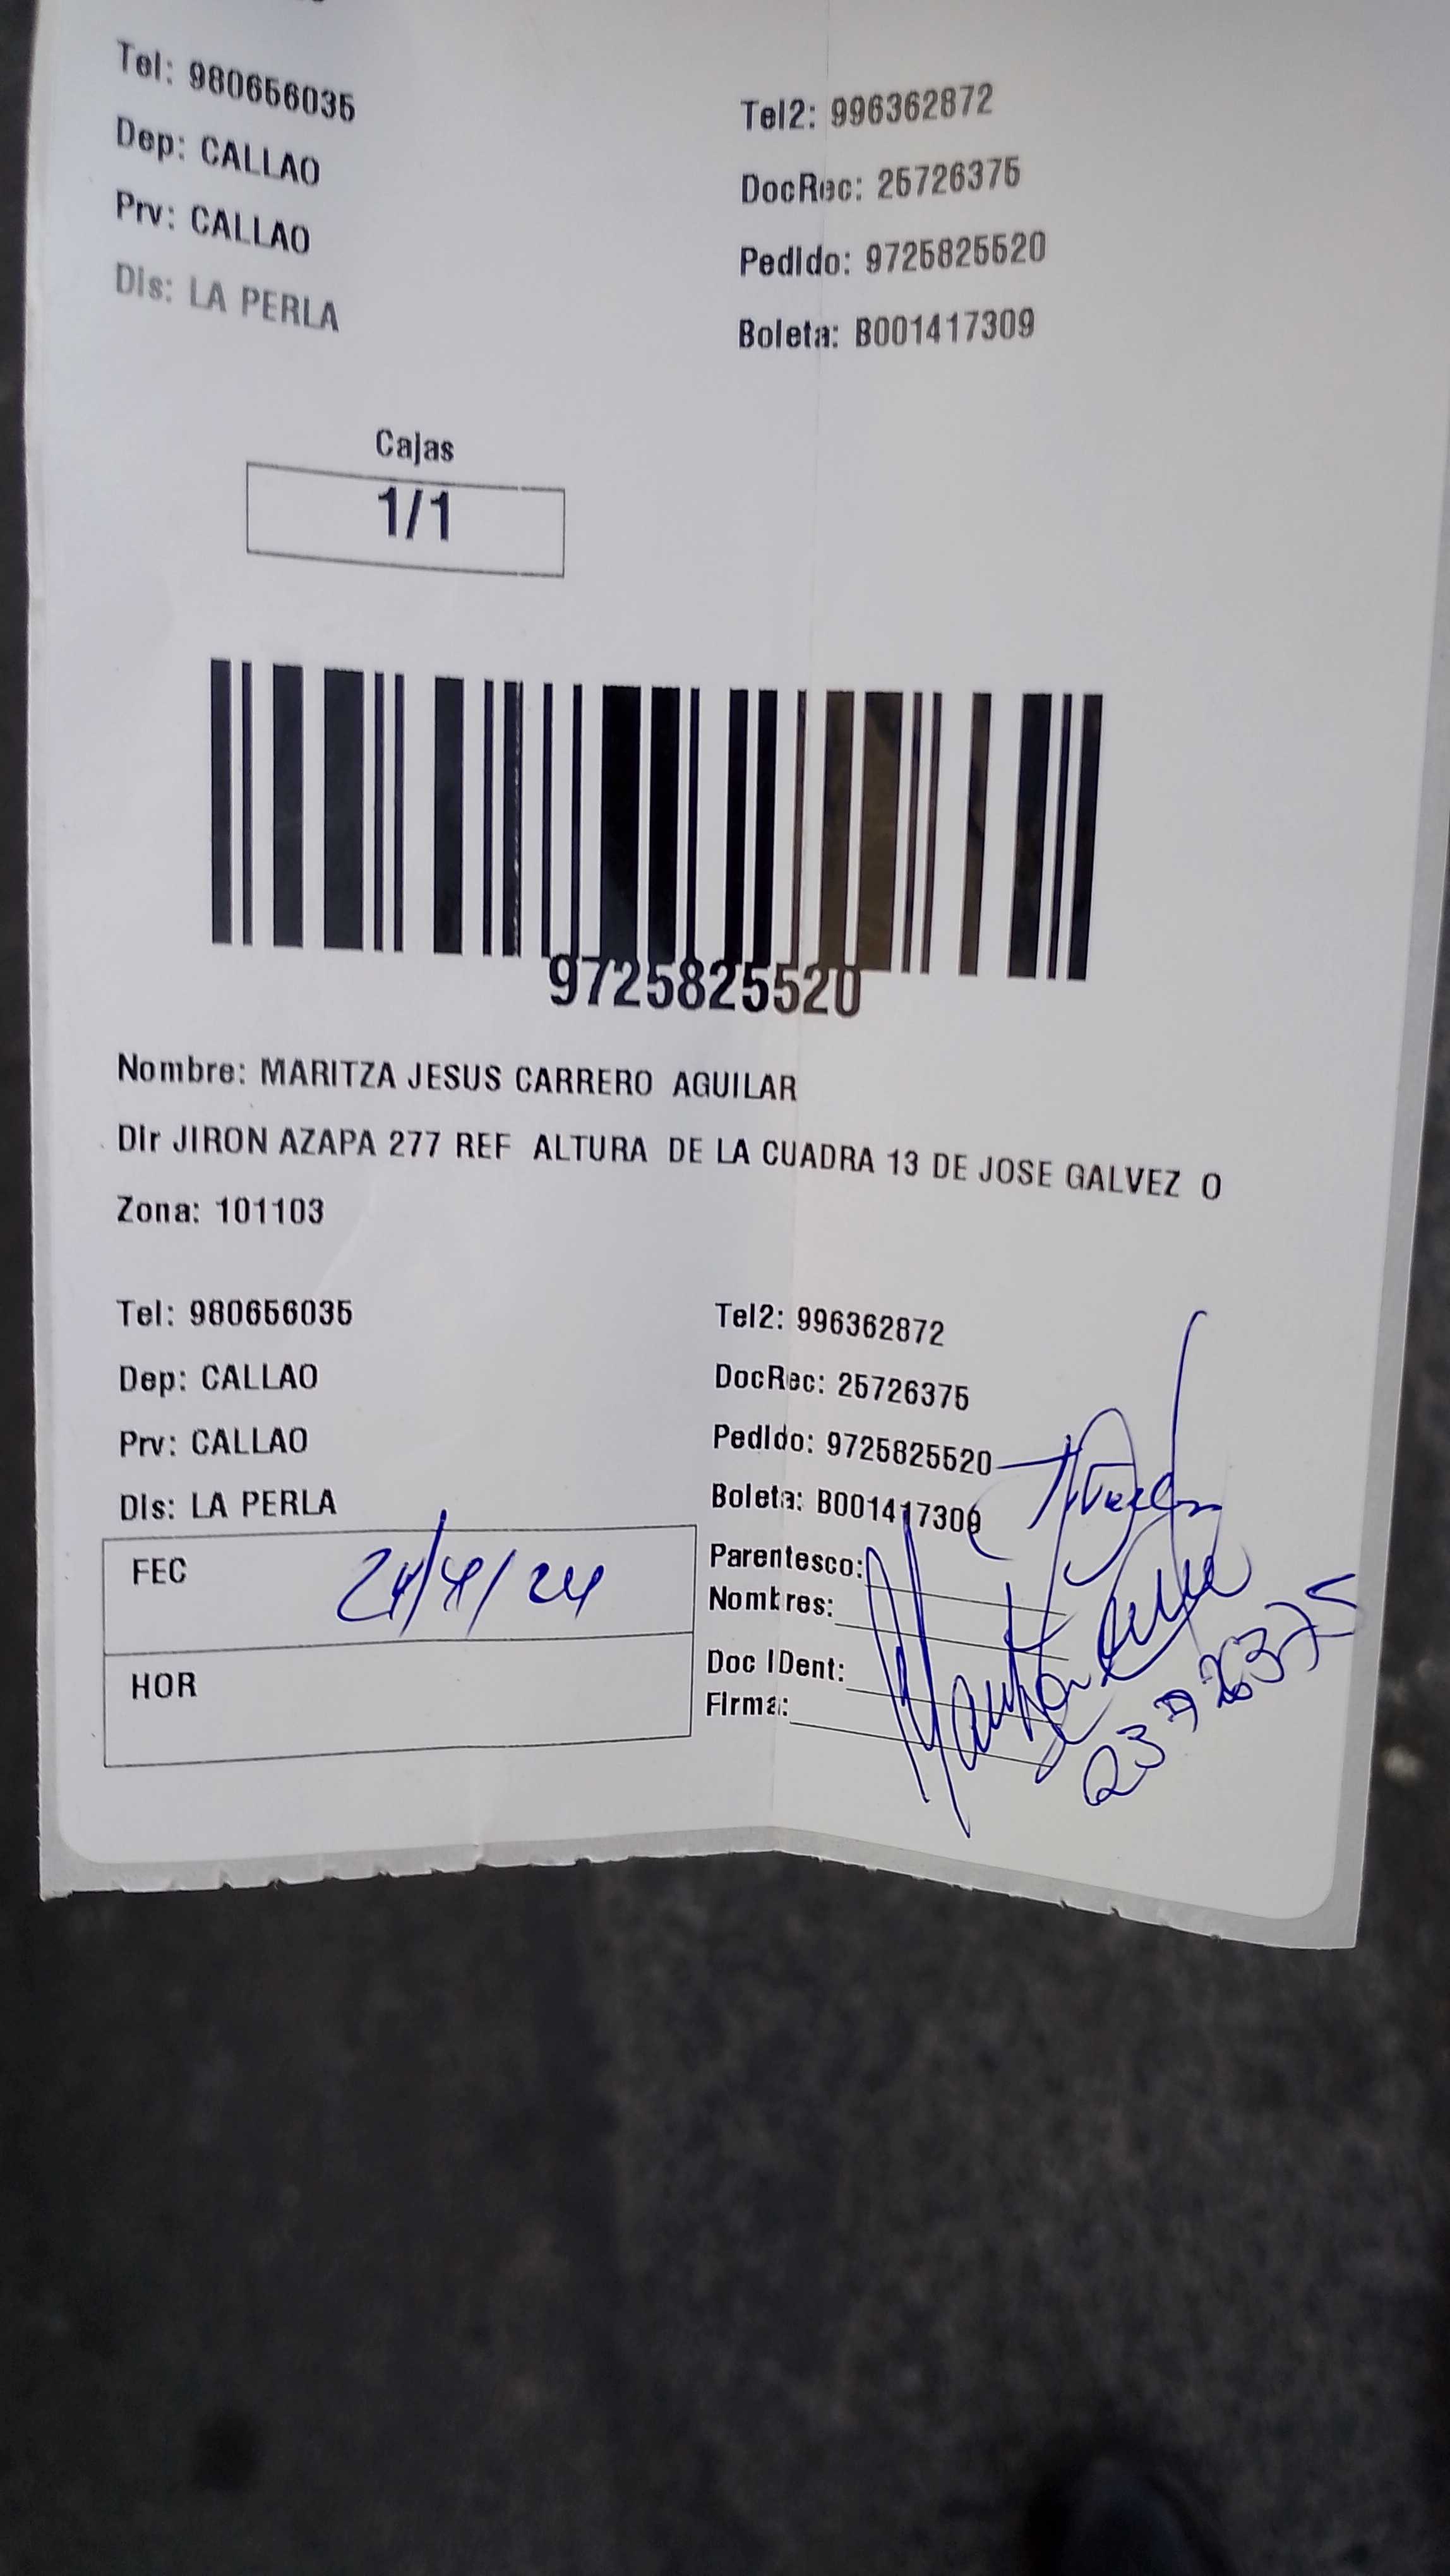 Tel: 980656035
Tel2: 996362872
Dep: CALLAO
DocRec: 25726375
Prv: CALLAO
Pedido: 9725825520
Dis: LA PERLA
Boleta: B001417309
Cajas
1/1
9725825520
Nombre: MARITZA JESUS CARRERO AGUILAR
Dir JIRON AZAPA 277 REF ALTURA DE LA CUADRA 13 DE JOSE GALVEZ O
Zona: 101103
Tel: 980656035
Tel2: 996362872
Dep: CALLAO
DocRec: 25726375
Prv: CALLAO
Pedido: 9725825520
Dis: LA PERLA
Boleta: B001417309
FEC 24/4/24
HOR
Parentesco:
Nombres:
Doc IDent:
Firma: